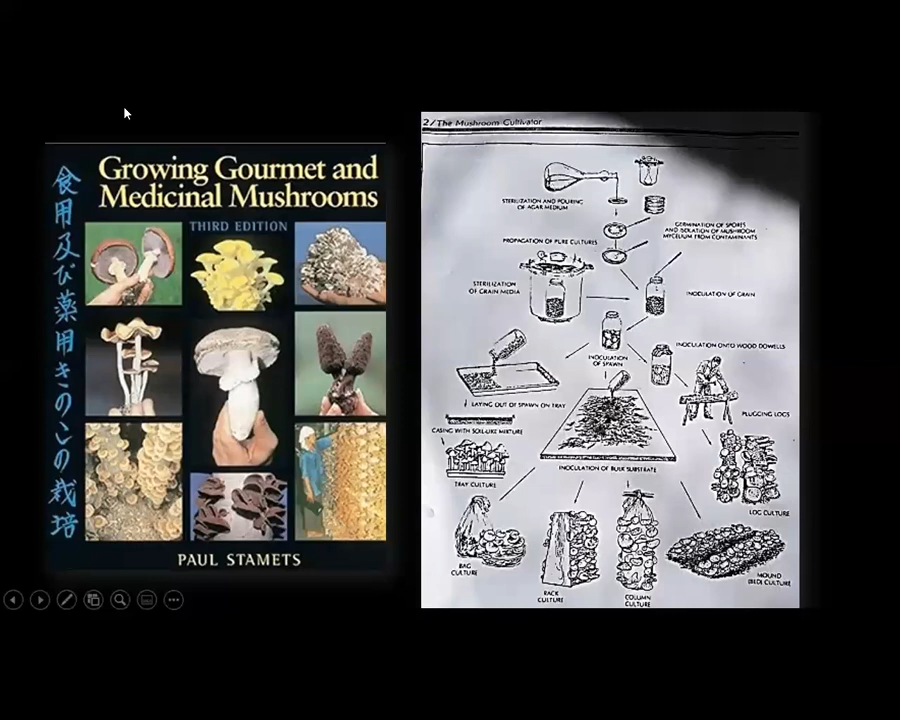 Growing Gourmet and
Medicinal Mushrooms
THIRD EDITION
食用及び薬用きのこの栽培
PAUL STAMETS
2/The Mushroom Cultivator
STERILIZATION AND POURING
OF AGAR MEDIUM
GERMINATION OF SPORES
AND ISOLATION OF MUSHROOM
MYCELIUM FROM CONTAMINANTS
PROPAGATION OF PURE CULTURES
STERILIZATION
OF GRAIN MEDIA
INOCULATION OF GRAIN
INOCULATION
OF SPAWN
INOCULATION ONTO WOOD DOWELLS
LAYING OUT OF SPAWN ON TRAY
PLUGGING LOGS
CASING WITH SOIL-LIKE MIXTURE
INOCULATION OF BULK SUBSTRATE
TRAY CULTURE
LOG CULTURE
BAG
CULTURE
RACK
CULTURE
COLUMN
CULTURE
MOUND
(BED) CULTURE